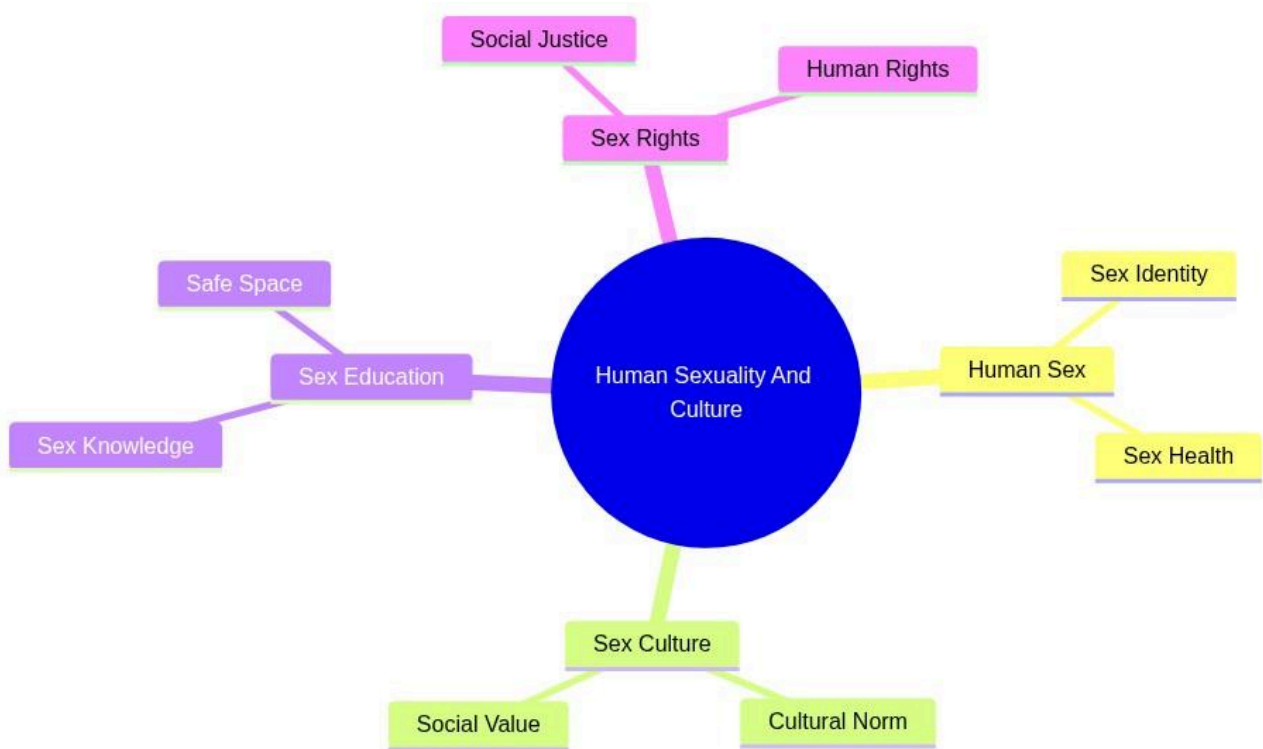 Social Justice
Human Rights
Sex Rights
Safe Space
Sex Identity
Sex Education
Human Sexuality And
Culture
Human Sex
Sex Knowledge
Sex Health
Sex Culture
Social Value
Cultural Norm